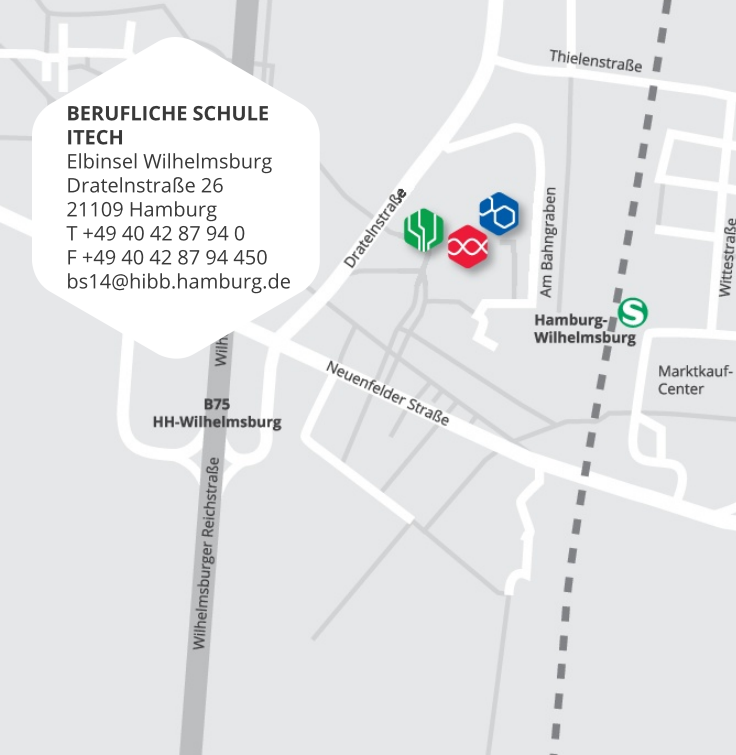 BERUFLICHE SCHULE
ITECH
Elbinsel Wilhelmsburg
Dratelnstraße 26
21109 Hamburg
T +49 40 42 87 94 0
F +49 40 42 87 94 450
bs14@hibb.hamburg.de
Thielenstraße
Dratelnstraße
Am Bahngraben
Wittestraße
S
Hamburg-
Wilhelmsburg
Marktkauf-
Center
Neuenfelder Straße
Wilh
B75
HH-Wilhelmsburg
Wilhelmsburger Reichstraße